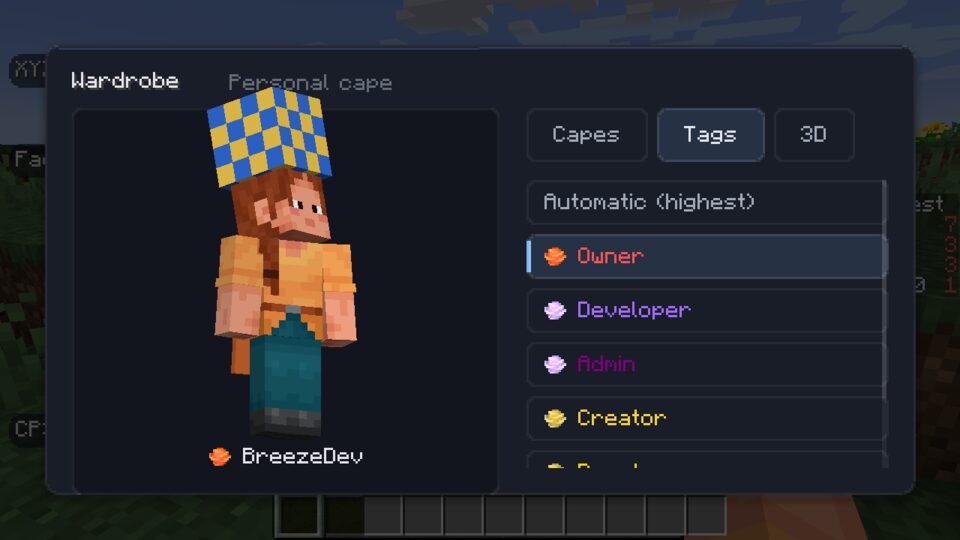 Wardrobe
Personal cape
Capes
Tags
3D
Automatic (highest)
Owner
Developer
Admin
Creator
BreezeDev